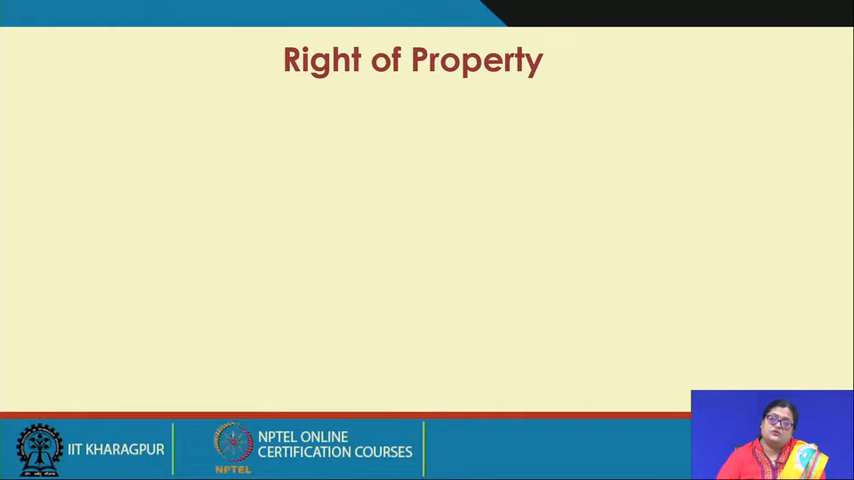 Right of Property
IIT KHARAGPUR
NPTEL
NPTEL ONLINE
CERTIFICATION COURSES